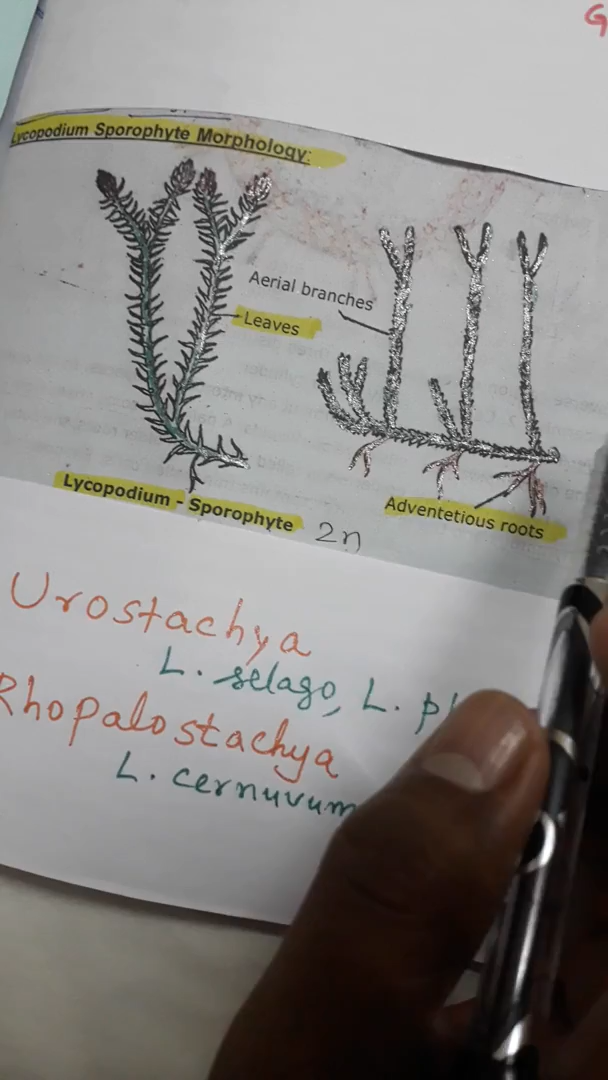 G
Lycopodium Sporophyte Morphology:
Aerial branches
Leaves
Lycopodium - Sporophyte 2n
Adventetious roots
Urostachya
L. selago, L. p
Rhopalostachya
L. cernuvum